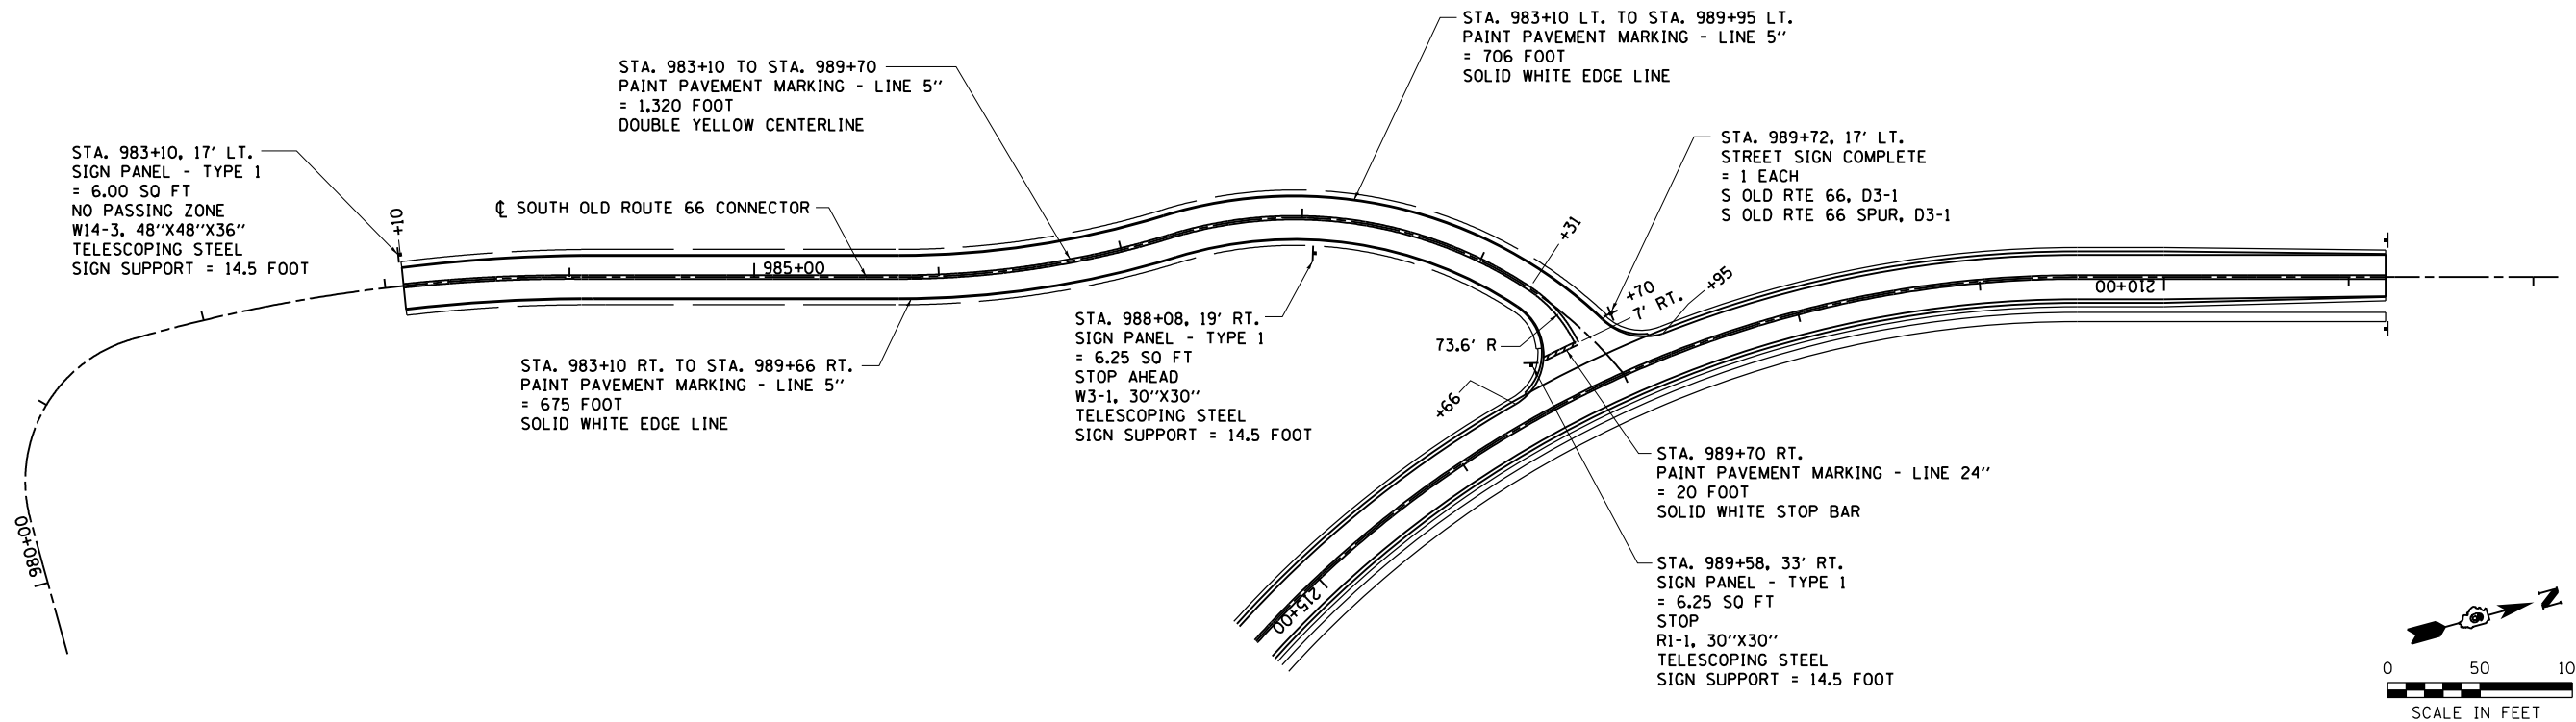 STA. 983+10 LT. TO STA. 989+95 LT.
PAINT PAVEMENT MARKING - LINE 5''
= 706 FOOT
SOLID WHITE EDGE LINE
STA. 983+10 TO STA. 989+70
PAINT PAVEMENT MARKING - LINE 5''
= 1,320 FOOT
DOUBLE YELLOW CENTERLINE
STA. 989+72, 17' LT.
STREET SIGN COMPLETE
= 1 EACH
S OLD RTE 66, D3-1
S OLD RTE 66 SPUR, D3-1
STA. 983+10, 17' LT.
SIGN PANEL - TYPE 1
= 6.00 SQ FT
NO PASSING ZONE
W14-3, 48''X48''X36''
TELESCOPING STEEL
SIGN SUPPORT = 14.5 FOOT
+10
℄ SOUTH OLD ROUTE 66 CONNECTOR
985+00
+31
+70
7' RT.
+95
210+00
STA. 988+08, 19' RT.
SIGN PANEL - TYPE 1
= 6.25 SQ FT
STOP AHEAD
W3-1, 30''X30''
TELESCOPING STEEL
SIGN SUPPORT = 14.5 FOOT
73.6' R
STA. 983+10 RT. TO STA. 989+66 RT.
PAINT PAVEMENT MARKING - LINE 5''
= 675 FOOT
SOLID WHITE EDGE LINE
+66
STA. 989+70 RT.
PAINT PAVEMENT MARKING - LINE 24''
= 20 FOOT
SOLID WHITE STOP BAR
980+00
215+00
STA. 989+58, 33' RT.
SIGN PANEL - TYPE 1
= 6.25 SQ FT
STOP
R1-1, 30''X30''
TELESCOPING STEEL
SIGN SUPPORT = 14.5 FOOT
N
0 50 10
SCALE IN FEET